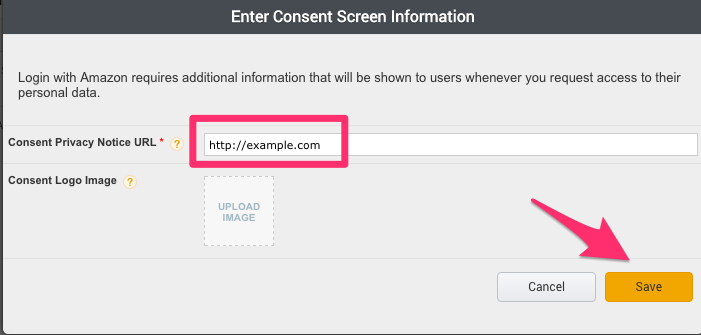 Enter Consent Screen Information
Login with Amazon requires additional information that will be shown to users whenever you request access to their
personal data.
Consent Privacy Notice URL * ?
http://example.com
Consent Logo Image ?
UPLOAD
IMAGE
Cancel
Save